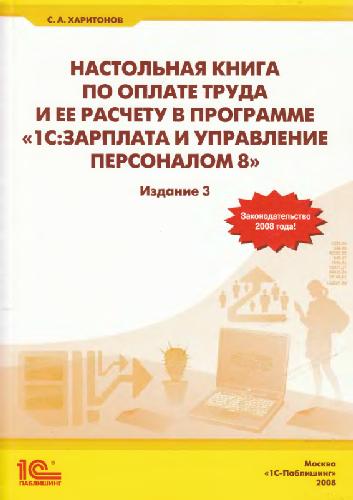 С. А. ХАРИТОНОВ
НАСТОЛЬНАЯ КНИГА
ПО ОПЛАТЕ ТРУДА
И ЕЕ РАСЧЕТУ В ПРОГРАММЕ
«1С:ЗАРПЛАТА И УПРАВЛЕНИЕ
ПЕРСОНАЛОМ 8»
Издание 3
Законодательство
2008 года!
1С®
ПАБЛИШИНГ
Москва
«1С-Паблишинг»
2008